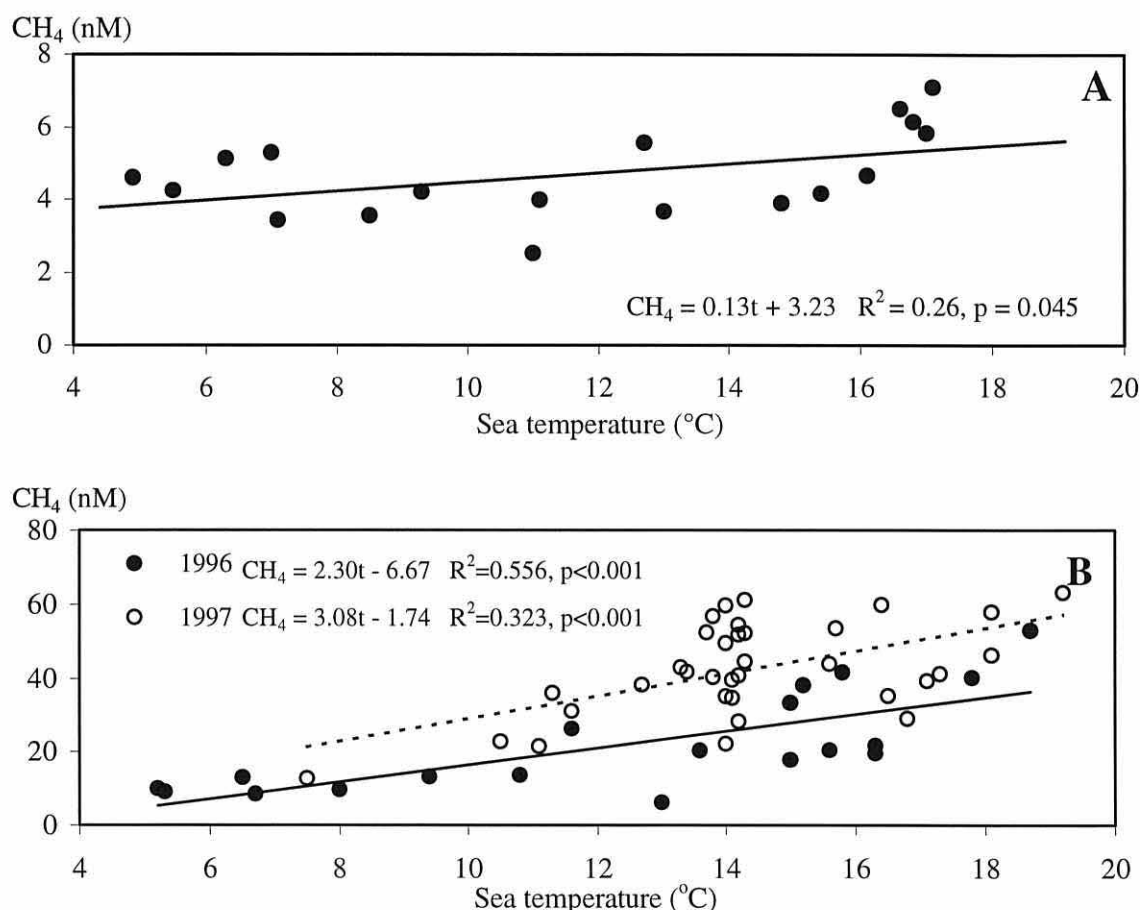 CH₄ (nM)
8
A
6
4
2
CH₄ = 0.13t + 3.23 R² = 0.26, p = 0.045
0
4 6 8 10 12 14 16 18 20
Sea temperature (°C)
CH₄ (nM)
80
1996 CH₄ = 2.30t - 6.67 R²=0.556, p<0.001
B
60
1997 CH₄ = 3.08t - 1.74 R²=0.323, p<0.001
40
20
0
4 6 8 10 12 14 16 18 20
Sea temperature (°C)